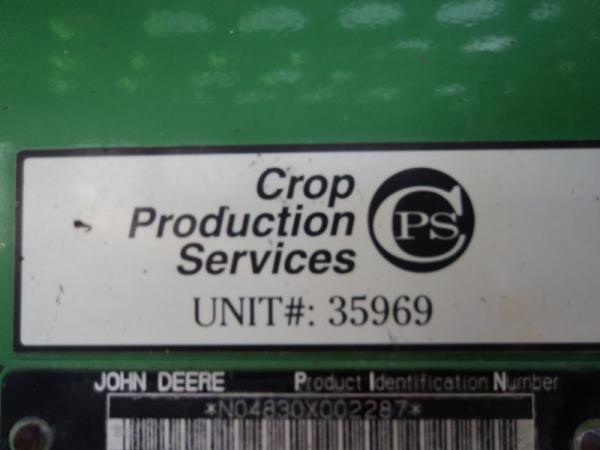 Crop
Production
Services
CPS.
UNIT#: 35969
JOHN DEERE Product Identification Number
*N04830X002287*